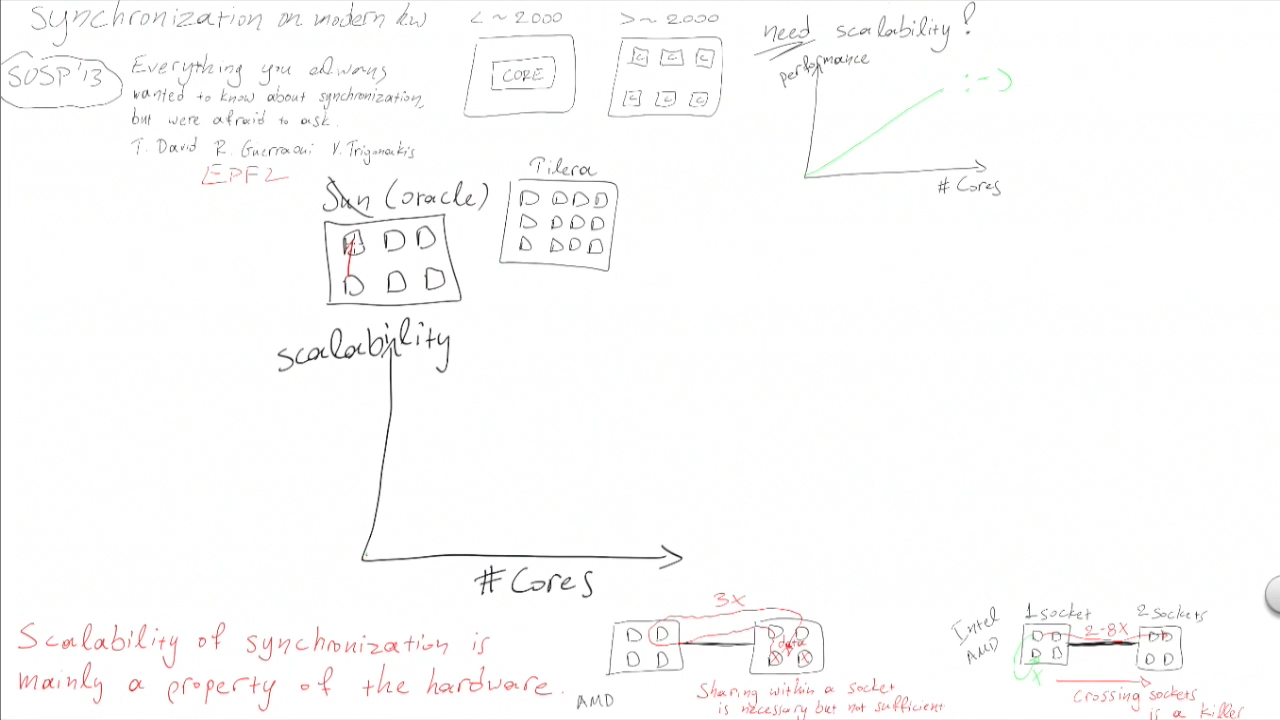 Synchronization on modern hw
SOSP'13
Everything you always
wanted to know about synchronization,
but were afraid to ask.
T. David R. Guerraoui V. Trigonakis
EPFL
< ~ 2000
CORE
> ~ 2.000
C C C
C C C
need scalability?
performance
:-)
# Cores
Sun (Oracle)
Tilera
scalability
# Cores
Scalability of synchronization is
mainly a property of the hardware.
3x
data
AMD
Sharing within a socket
is necessary but not sufficient
Intel
AMD
1 socket
2 sockets
2-8x
x
Crossing sockets
is a killer